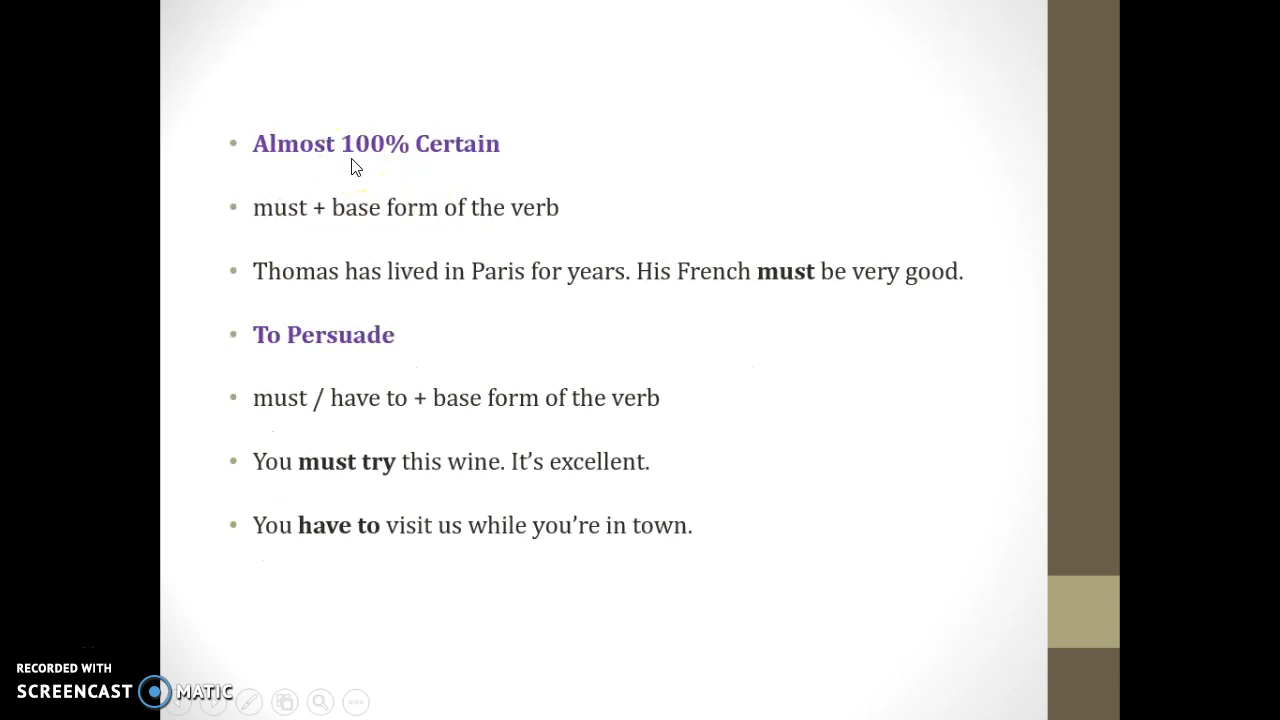 Almost 100% Certain
must + base form of the verb
Thomas has lived in Paris for years. His French must be very good.
To Persuade
must / have to + base form of the verb
You must try this wine. It’s excellent.
You have to visit us while you’re in town.
RECORDED WITH
SCREENCAST MATIC